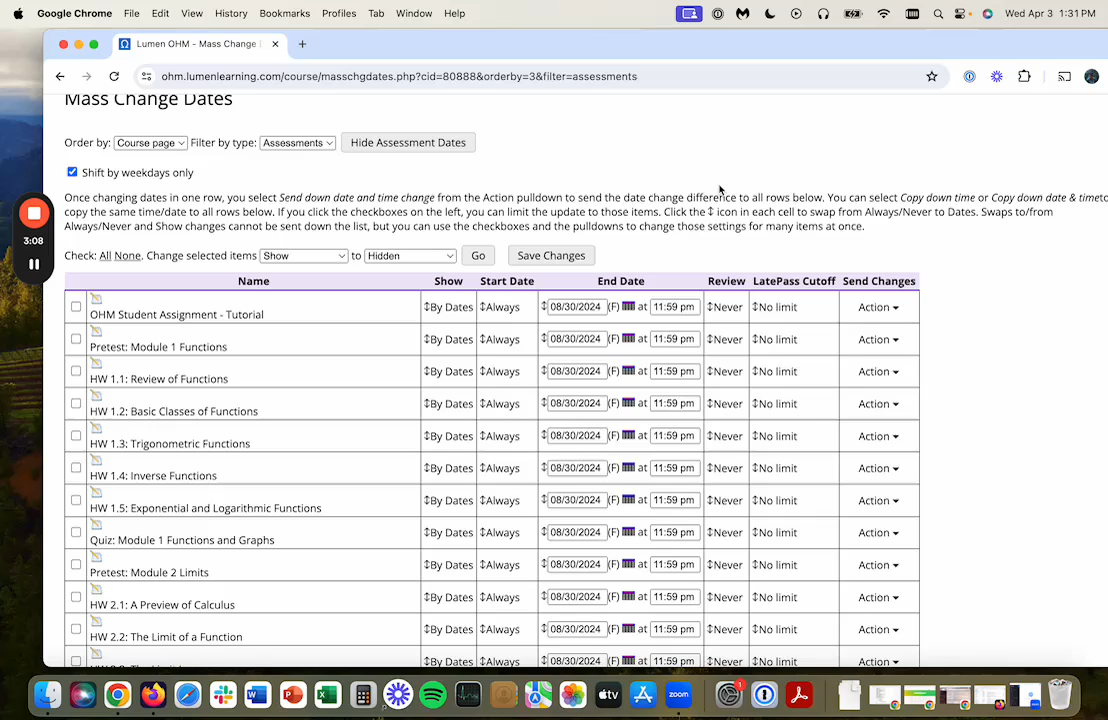 Google Chrome File Edit View History Bookmarks Profiles Tab Window Help Wed Apr 3 1:31 PM
Lumen OHM - Mass Change
ohm.lumenlearning.com/course/masschgdates.php?cid=80888&orderby=3&filter=assessments
Mass Change Dates
Order by: Course page Filter by type: Assessments Hide Assessment Dates
Shift by weekdays only
Once changing dates in one row, you select Send down date and time change from the Action pulldown to send the date change difference to all rows below. You can select Copy down time or Copy down date & time to
copy the same time/date to all rows below. If you click the checkboxes on the left, you can limit the update to those items. Click the ↕ icon in each cell to swap from Always/Never to Dates. Swaps to/from
Always/Never and Show changes cannot be sent down the list, but you can use the checkboxes and the pulldowns to change those settings for many items at once.
3:08
Check: All None. Change selected items Show to Hidden Go Save Changes
Name Show Start Date End Date Review LatePass Cutoff Send Changes
OHM Student Assignment - Tutorial ↕By Dates ↕Always ↕08/30/2024 (F) at 11:59 pm ↕Never ↕No limit Action
Pretest: Module 1 Functions ↕By Dates ↕Always ↕08/30/2024 (F) at 11:59 pm ↕Never ↕No limit Action
HW 1.1: Review of Functions ↕By Dates ↕Always ↕08/30/2024 (F) at 11:59 pm ↕Never ↕No limit Action
HW 1.2: Basic Classes of Functions ↕By Dates ↕Always ↕08/30/2024 (F) at 11:59 pm ↕Never ↕No limit Action
HW 1.3: Trigonometric Functions ↕By Dates ↕Always ↕08/30/2024 (F) at 11:59 pm ↕Never ↕No limit Action
HW 1.4: Inverse Functions ↕By Dates ↕Always ↕08/30/2024 (F) at 11:59 pm ↕Never ↕No limit Action
HW 1.5: Exponential and Logarithmic Functions ↕By Dates ↕Always ↕08/30/2024 (F) at 11:59 pm ↕Never ↕No limit Action
Quiz: Module 1 Functions and Graphs ↕By Dates ↕Always ↕08/30/2024 (F) at 11:59 pm ↕Never ↕No limit Action
Pretest: Module 2 Limits ↕By Dates ↕Always ↕08/30/2024 (F) at 11:59 pm ↕Never ↕No limit Action
HW 2.1: A Preview of Calculus ↕By Dates ↕Always ↕08/30/2024 (F) at 11:59 pm ↕Never ↕No limit Action
HW 2.2: The Limit of a Function ↕By Dates ↕Always ↕08/30/2024 (F) at 11:59 pm ↕Never ↕No limit Action
↕By Dates ↕Always ↕08/30/2024 (F) at 11:59 pm ↕Never ↕No limit Action
tv zoom 1